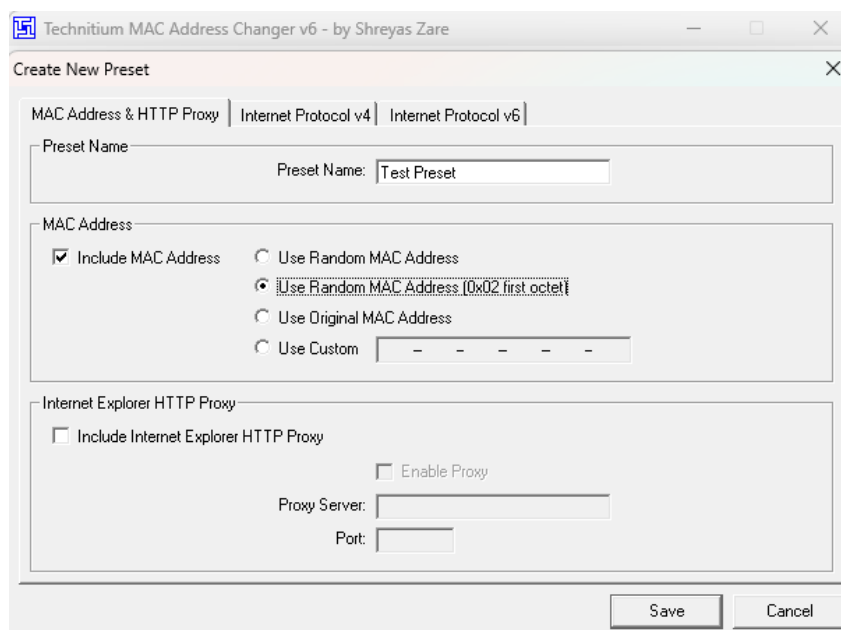 Technitium MAC Address Changer v6 - by Shreyas Zare
Create New Preset
MAC Address & HTTP Proxy Internet Protocol v4 Internet Protocol v6
Preset Name
Preset Name: Test Preset
MAC Address
Include MAC Address Use Random MAC Address
Use Random MAC Address (0x02 first octet)
Use Original MAC Address
Use Custom - - - - -
Internet Explorer HTTP Proxy
Include Internet Explorer HTTP Proxy
Enable Proxy
Proxy Server:
Port:
Save Cancel